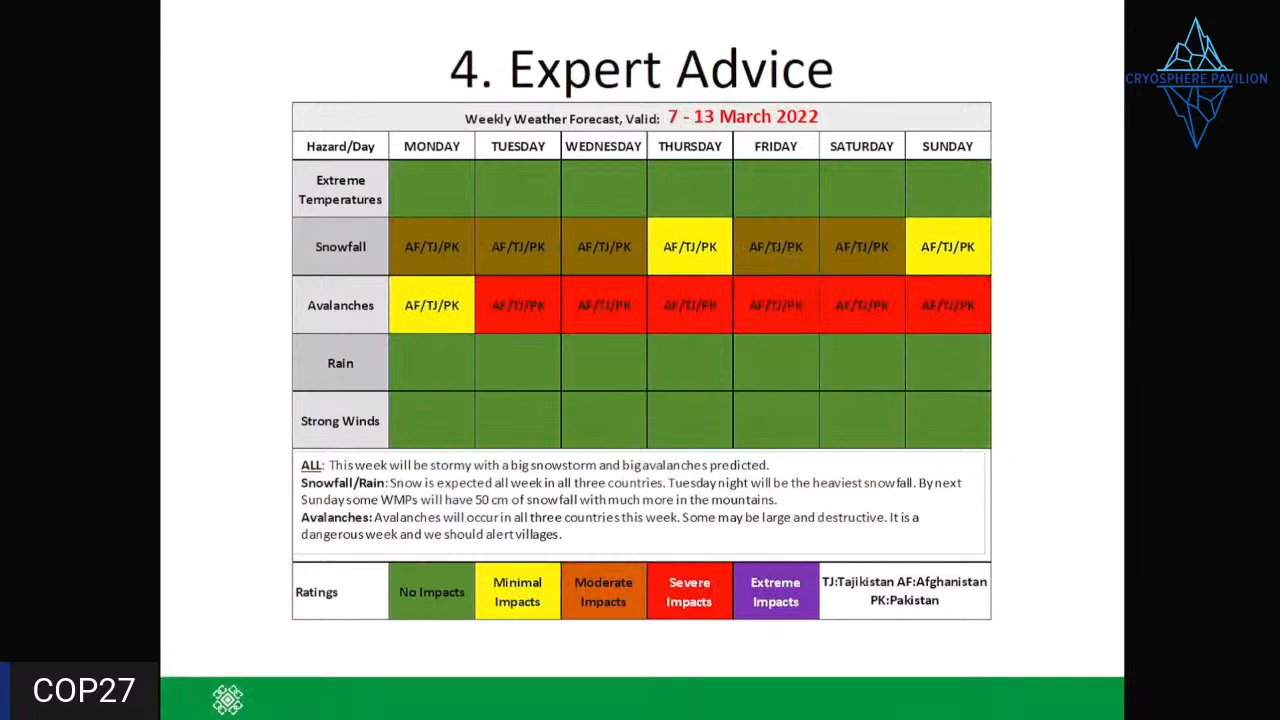 4. Expert Advice
CRYOSPHERE PAVILION
Weekly Weather Forecast, Valid: 7 - 13 March 2022
Hazard/Day MONDAY TUESDAY WEDNESDAY THURSDAY FRIDAY SATURDAY SUNDAY
Extreme
Temperatures
Snowfall AF/TJ/PK AF/TJ/PK AF/TJ/PK AF/TJ/PK AF/TJ/PK AF/TJ/PK AF/TJ/PK
Avalanches AF/TJ/PK AF/TJ/PK AF/TJ/PK AF/TJ/PK AF/TJ/PK AF/TJ/PK AF/TJ/PK
Rain
Strong Winds
ALL: This week will be stormy with a big snowstorm and big avalanches predicted.
Snowfall/Rain: Snow is expected all week in all three countries. Tuesday night will be the heaviest snowfall. By next
Sunday some WMPs will have 50 cm of snowfall with much more in the mountains.
Avalanches: Avalanches will occur in all three countries this week. Some may be large and destructive. It is a
dangerous week and we should alert villages.
Ratings No Impacts Minimal Impacts Moderate Impacts Severe Impacts Extreme Impacts TJ:Tajikistan AF:Afghanistan
PK:Pakistan
COP27